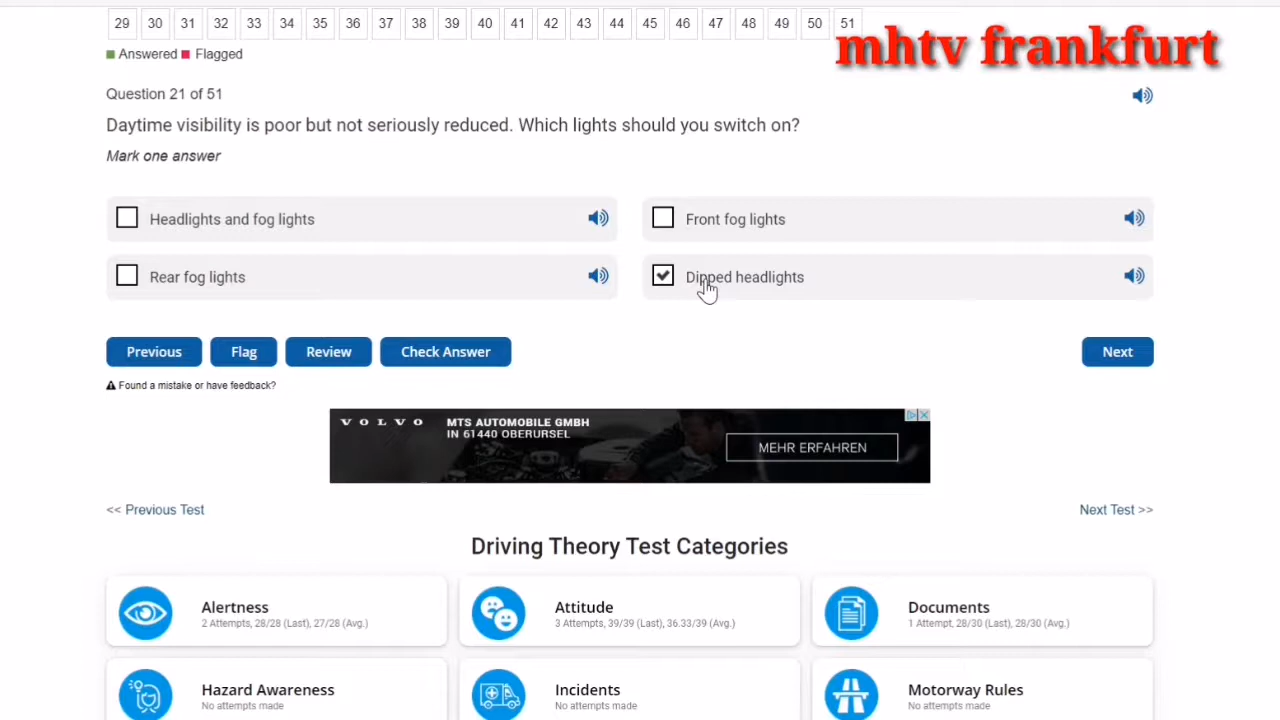 29 30 31 32 33 34 35 36 37 38 39 40 41 42 43 44 45 46 47 48 49 50 51
mhtv frankfurt
Answered Flagged
Question 21 of 51
Daytime visibility is poor but not seriously reduced. Which lights should you switch on?
Mark one answer
Headlights and fog lights
Front fog lights
Rear fog lights
Dipped headlights
Previous Flag Review Check Answer Next
Found a mistake or have feedback?
VOLVO
MTS AUTOMOBILE GMBH
IN 61440 OBERURSEL
MEHR ERFAHREN
<< Previous Test
Next Test >>
Driving Theory Test Categories
Alertness
2 Attempts, 28/28 (Last), 27/28 (Avg.)
Attitude
3 Attempts, 39/39 (Last), 36.33/39 (Avg.)
Documents
1 Attempt, 28/30 (Last), 28/30 (Avg.)
Hazard Awareness
No attempts made
Incidents
No attempts made
Motorway Rules
No attempts made